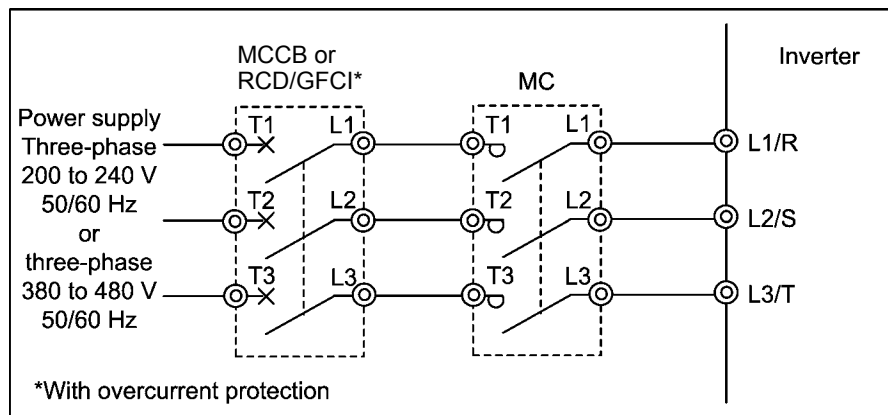 MCCB or
RCD/GFCI*
MC
Inverter
Power supply
Three-phase
200 to 240 V
50/60 Hz
or
three-phase
380 to 480 V
50/60 Hz
T1 L1 T1 L1 L1/R
T2 L2 T2 L2 L2/S
T3 L3 T3 L3 L3/T
*With overcurrent protection